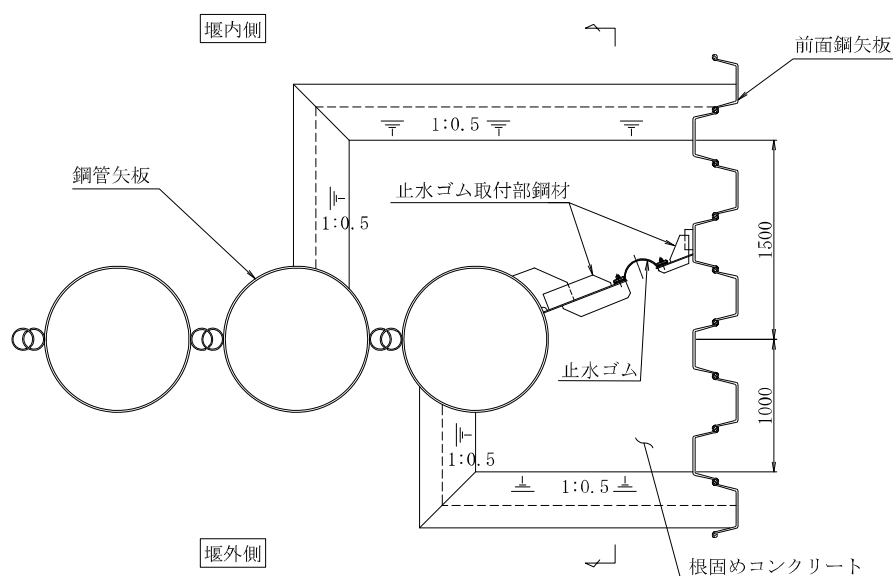 堰内側
前面鋼矢板
1:0.5
鋼管矢板
止水ゴム取付部鋼材
1:0.5
1500
止水ゴム
1000
1:0.5
1:0.5
堰外側
根固めコンクリート